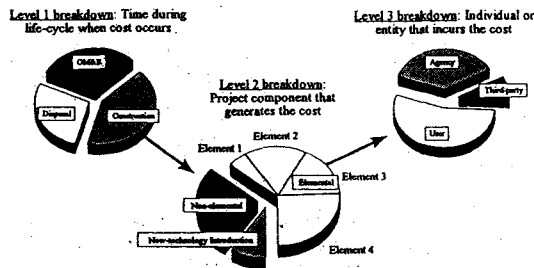 Level 1 breakdown: Time during
life-cycle when cost occurs
OM&R
Disposal
Construction
Level 2 breakdown:
Project component that
generates the cost
Element 1
Element 2
Elemental
Element 3
Non-elemental
New-technology Introduction
Element 4
Level 3 breakdown: Individual or
entity that incurs the cost
Agency
Third-party
User